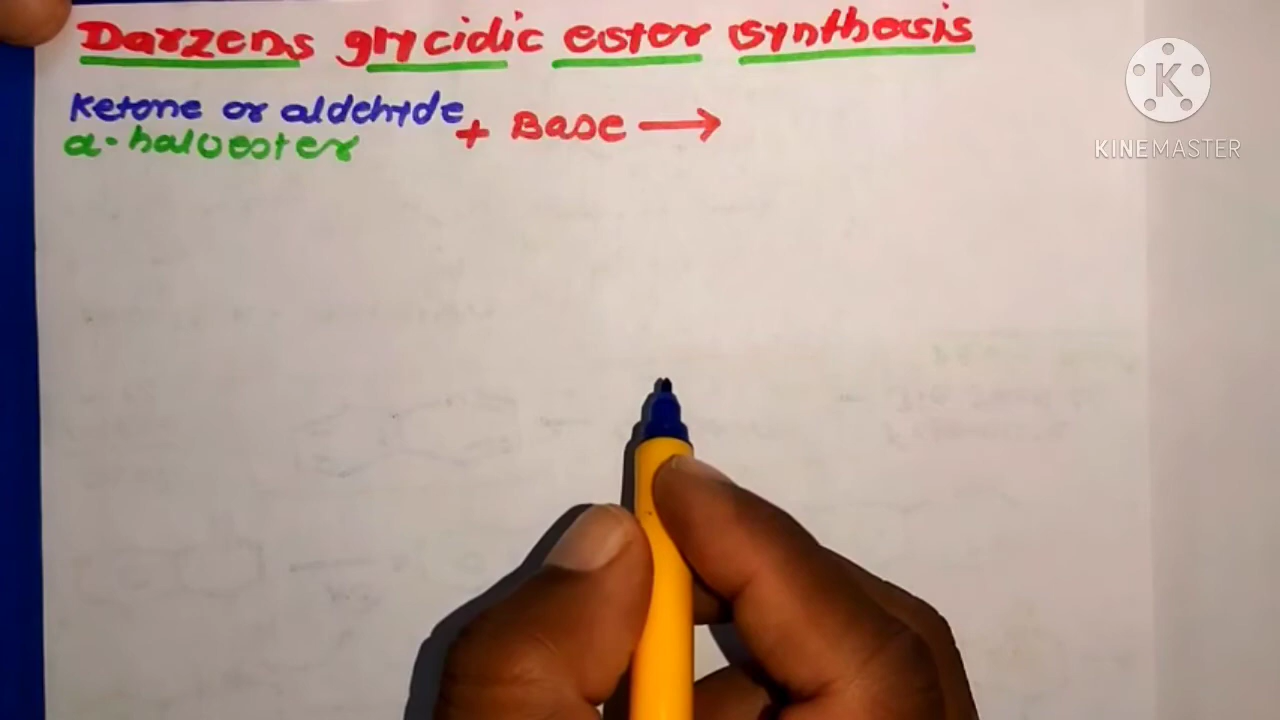 Darzens glycidic ester synthesis
Ketone or aldehyde
α-haloester + Base →
K
KINEMASTER